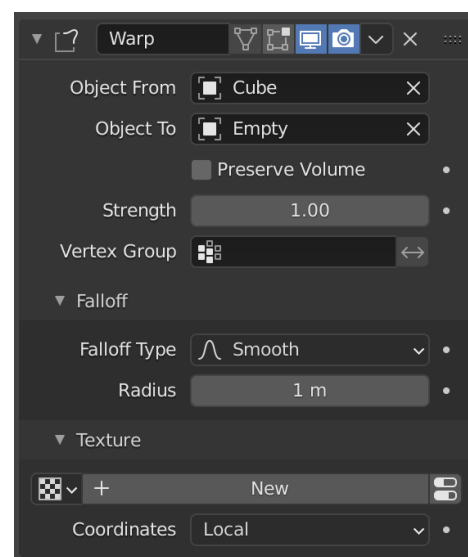 Warp
Object From Cube
Object To Empty
Preserve Volume
Strength 1.00
Vertex Group
Falloff
Falloff Type Smooth
Radius 1 m
Texture
New
Coordinates Local